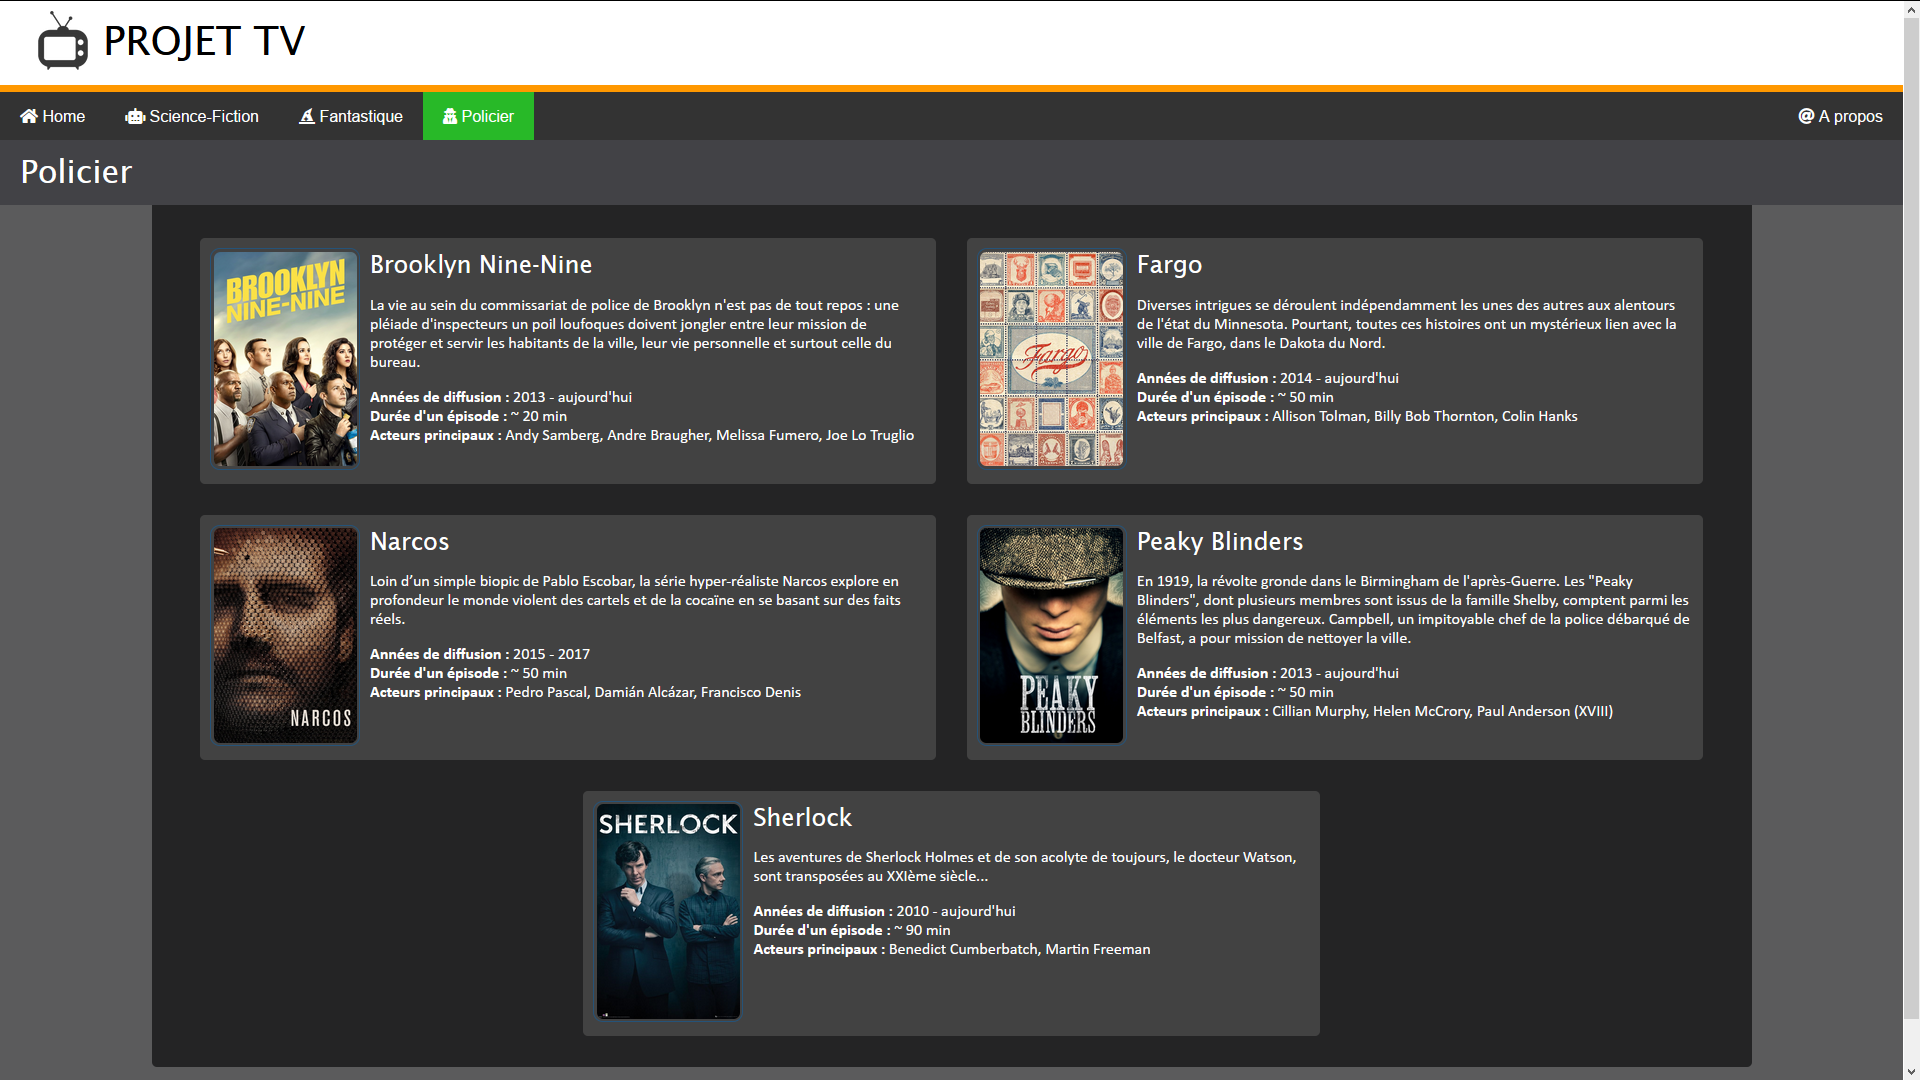 PROJET TV
Home
Science-Fiction
Fantastique
Policier
A propos
Policier
BROOKLYN
NINE-NINE
Brooklyn Nine-Nine
La vie au sein du commissariat de police de Brooklyn n'est pas de tout repos : une
pléiade d'inspecteurs un poil loufoques doivent jongler entre leur mission de
protéger et servir les habitants de la ville, leur vie personnelle et surtout celle du
bureau.
Années de diffusion : 2013 - aujourd'hui
Durée d'un épisode : ~ 20 min
Acteurs principaux : Andy Samberg, Andre Braugher, Melissa Fumero, Joe Lo Truglio
Fargo
Fargo
Diverses intrigues se déroulent indépendamment les unes des autres aux alentours
de l'état du Minnesota. Pourtant, toutes ces histoires ont un mystérieux lien avec la
ville de Fargo, dans le Dakota du Nord.
Années de diffusion : 2014 - aujourd'hui
Durée d'un épisode : ~ 50 min
Acteurs principaux : Allison Tolman, Billy Bob Thornton, Colin Hanks
NARCOS
Narcos
Loin d’un simple biopic de Pablo Escobar, la série hyper-réaliste Narcos explore en
profondeur le monde violent des cartels et de la cocaïne en se basant sur des faits
réels.
Années de diffusion : 2015 - 2017
Durée d'un épisode : ~ 50 min
Acteurs principaux : Pedro Pascal, Damián Alcázar, Francisco Denis
PEAKY
BLINDERS
Peaky Blinders
En 1919, la révolte gronde dans le Birmingham de l'après-Guerre. Les "Peaky
Blinders", dont plusieurs membres sont issus de la famille Shelby, comptent parmi les
éléments les plus dangereux. Campbell, un impitoyable chef de la police débarqué de
Belfast, a pour mission de nettoyer la ville.
Années de diffusion : 2013 - aujourd'hui
Durée d'un épisode : ~ 50 min
Acteurs principaux : Cillian Murphy, Helen McCrory, Paul Anderson (XVIII)
SHERLOCK
Sherlock
Les aventures de Sherlock Holmes et de son acolyte de toujours, le docteur Watson,
sont transposées au XXIème siècle...
Années de diffusion : 2010 - aujourd'hui
Durée d'un épisode : ~ 90 min
Acteurs principaux : Benedict Cumberbatch, Martin Freeman